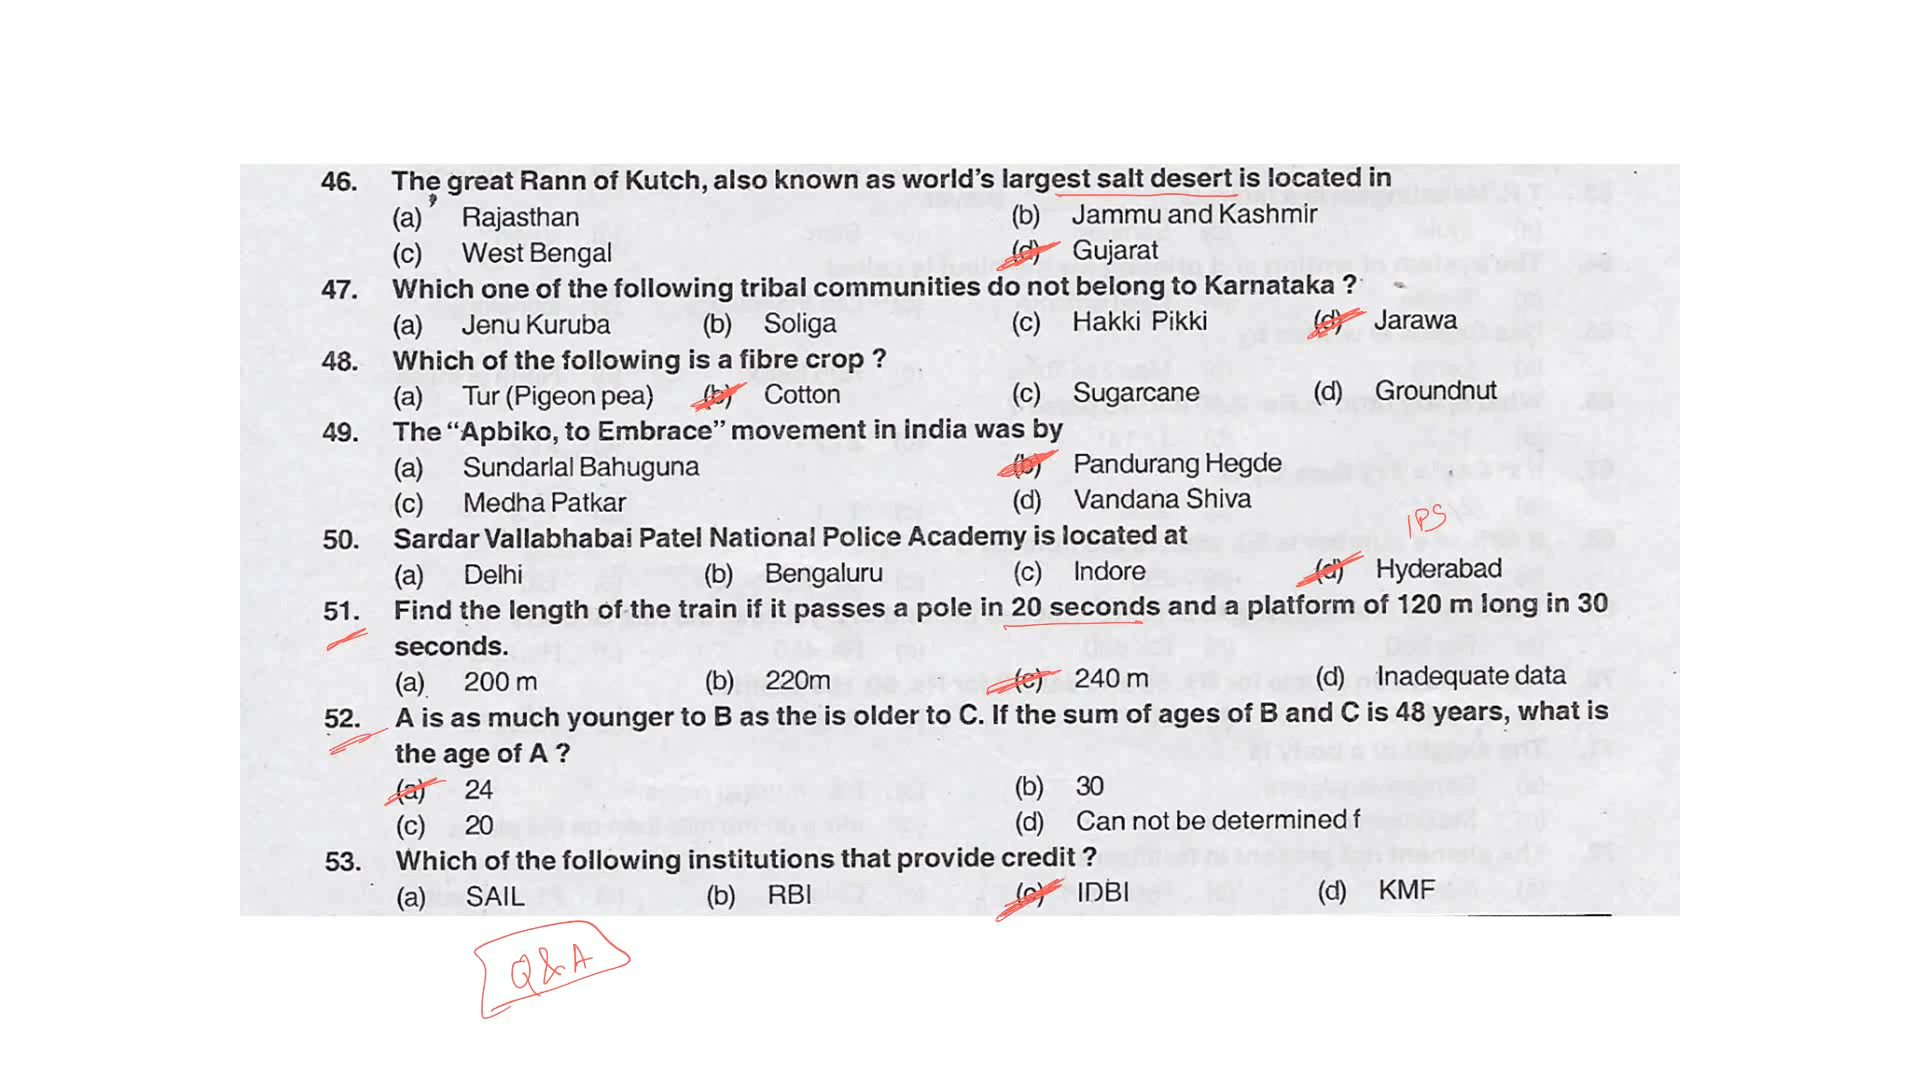 46. The great Rann of Kutch, also known as world's largest salt desert is located in
(a) Rajasthan (b) Jammu and Kashmir
(c) West Bengal (d) Gujarat
47. Which one of the following tribal communities do not belong to Karnataka ?
(a) Jenu Kuruba (b) Soliga (c) Hakki Pikki (d) Jarawa
48. Which of the following is a fibre crop ?
(a) Tur (Pigeon pea) (b) Cotton (c) Sugarcane (d) Groundnut
49. The "Apbiko, to Embrace" movement in india was by
(a) Sundarlal Bahuguna (b) Pandurang Hegde
(c) Medha Patkar (d) Vandana Shiva
IPS
50. Sardar Vallabhabai Patel National Police Academy is located at
(a) Delhi (b) Bengaluru (c) Indore (d) Hyderabad
51. Find the length of the train if it passes a pole in 20 seconds and a platform of 120 m long in 30
seconds.
(a) 200 m (b) 220m (c) 240 m (d) Inadequate data
52. A is as much younger to B as the is older to C. If the sum of ages of B and C is 48 years, what is
the age of A ?
(a) 24 (b) 30
(c) 20 (d) Can not be determined f
53. Which of the following institutions that provide credit ?
(a) SAIL (b) RBI (c) IDBI (d) KMF
Q&A